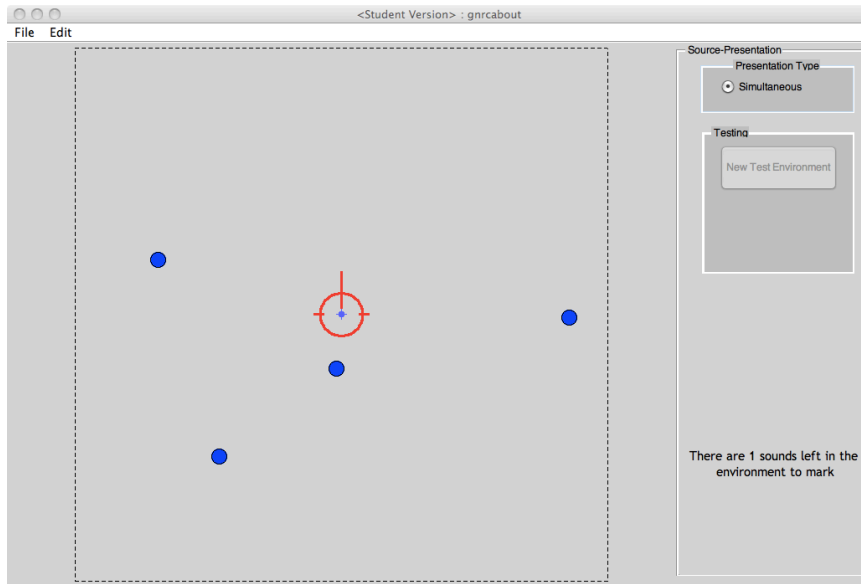 <Student Version> : gnrcabout
File Edit
Source-Presentation
Presentation Type
Simultaneous
Testing
New Test Environment
There are 1 sounds left in the
environment to mark